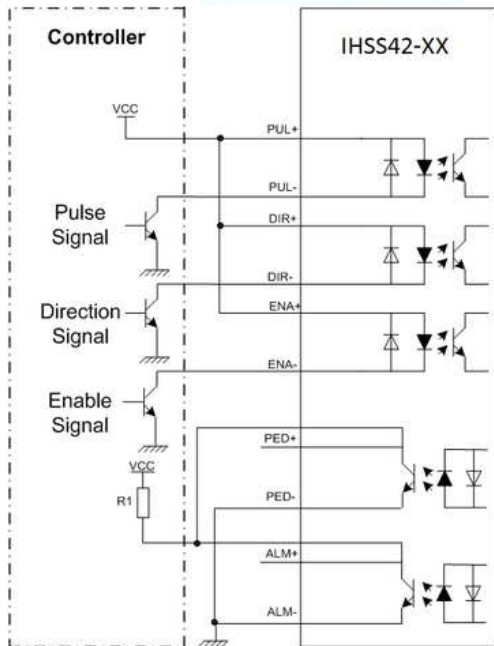 Controller
IHSS42-XX
VCC
PUL+
PUL-
Pulse
Signal
DIR+
DIR-
Direction
Signal
ENA+
ENA-
Enable
Signal
PED+
VCC
R1
PED-
ALM+
ALM-